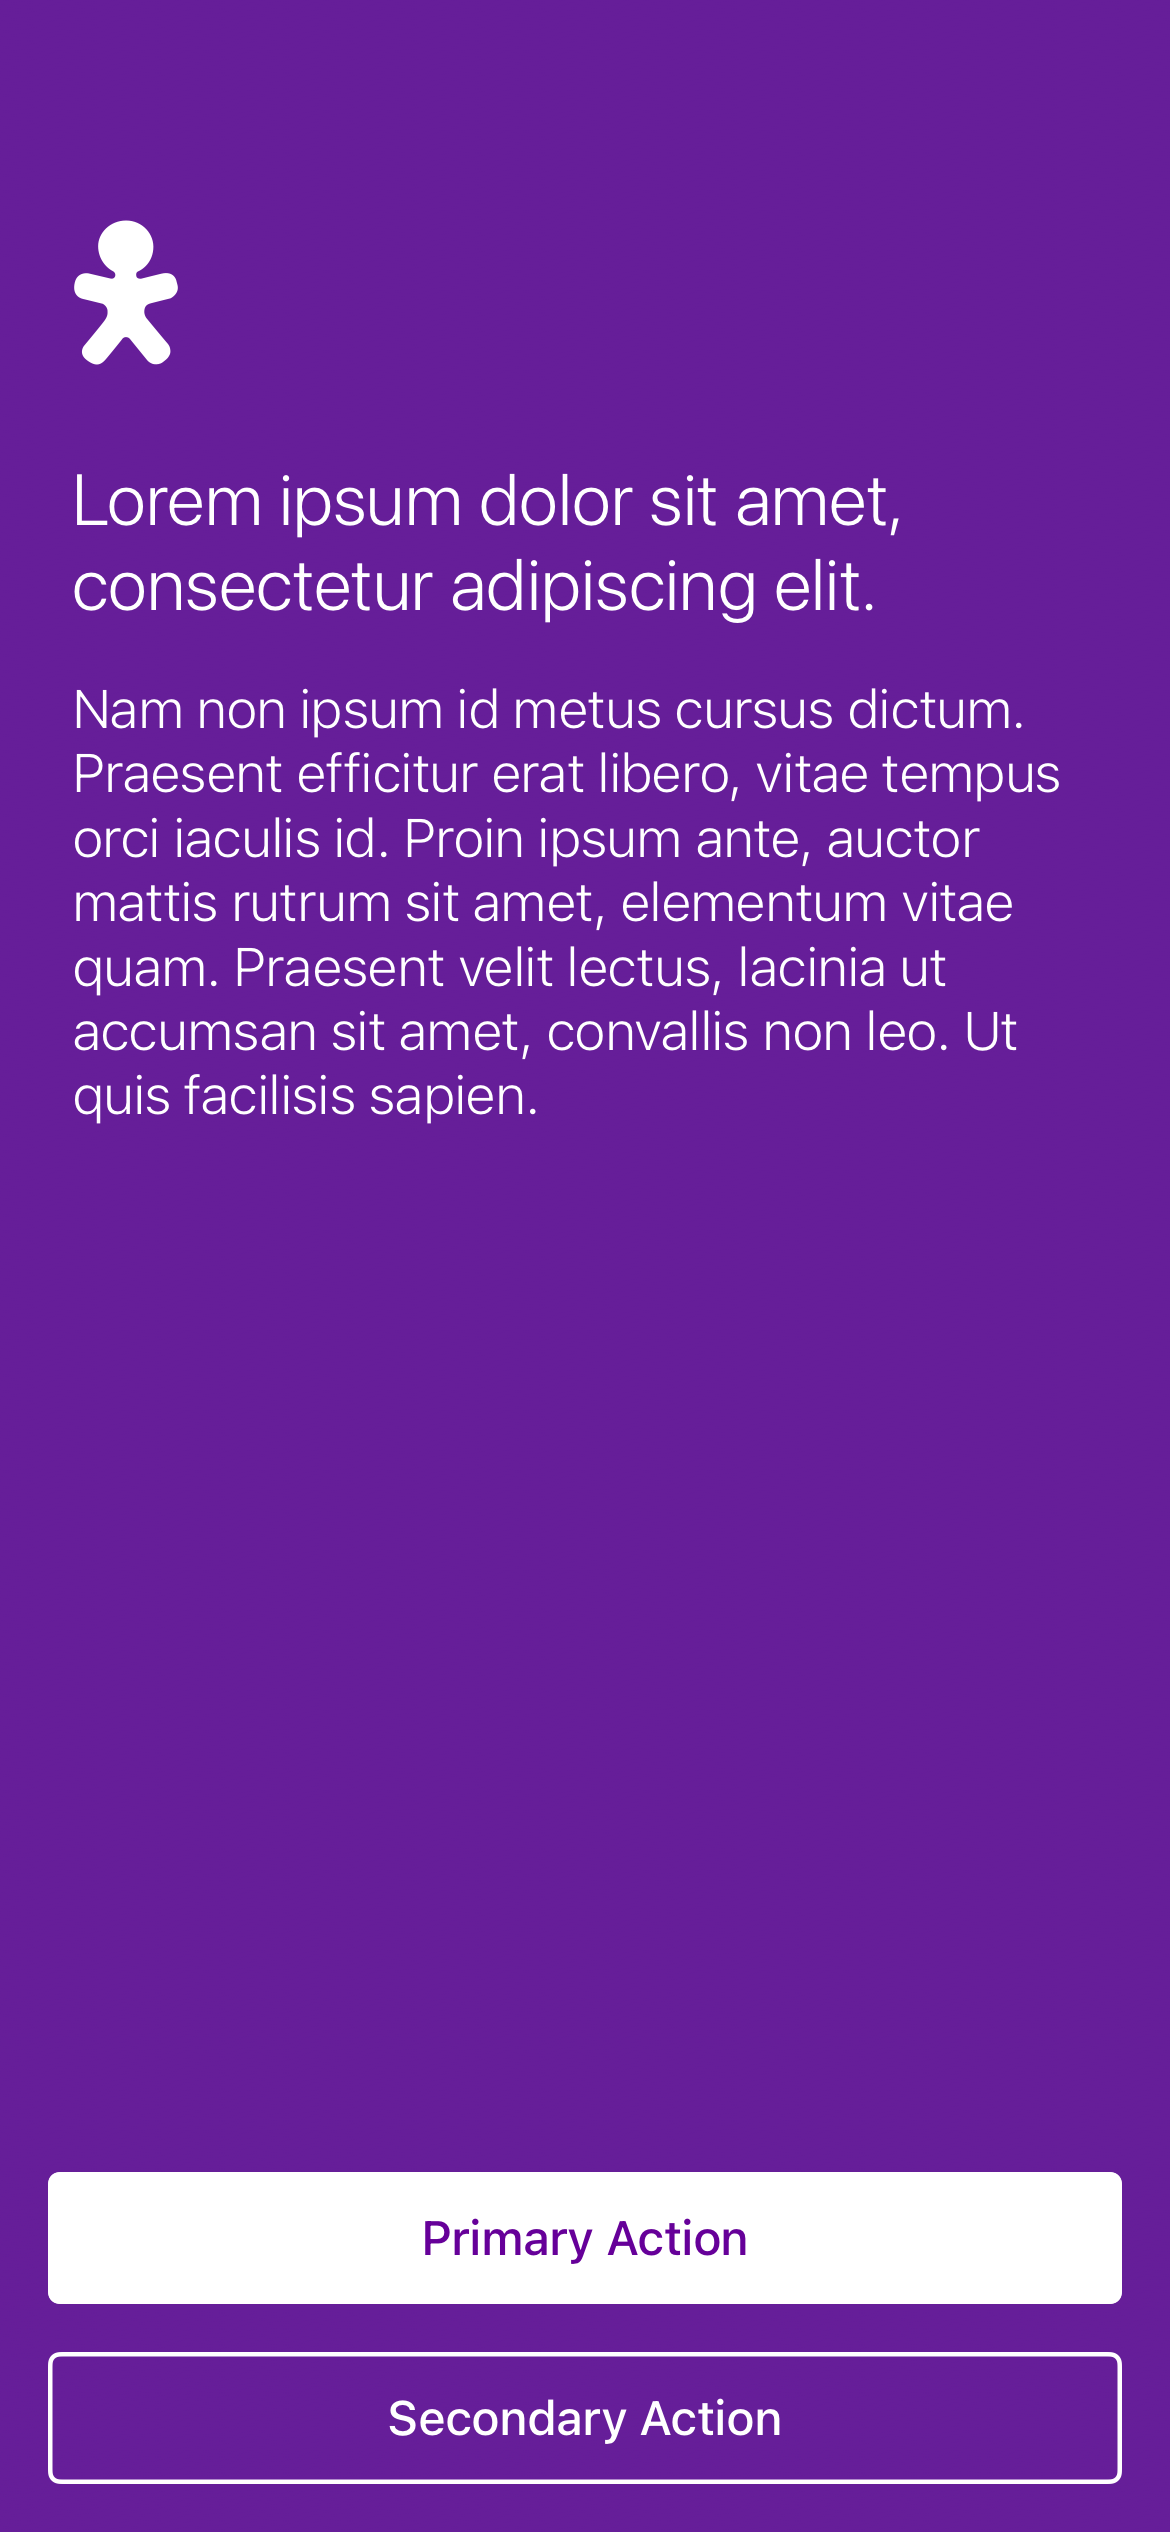 Lorem ipsum dolor sit amet,
consectetur adipiscing elit.
Nam non ipsum id metus cursus dictum.
Praesent efficitur erat libero, vitae tempus
orci iaculis id. Proin ipsum ante, auctor
mattis rutrum sit amet, elementum vitae
quam. Praesent velit lectus, lacinia ut
accumsan sit amet, convallis non leo. Ut
quis facilisis sapien.
Primary Action
Secondary Action